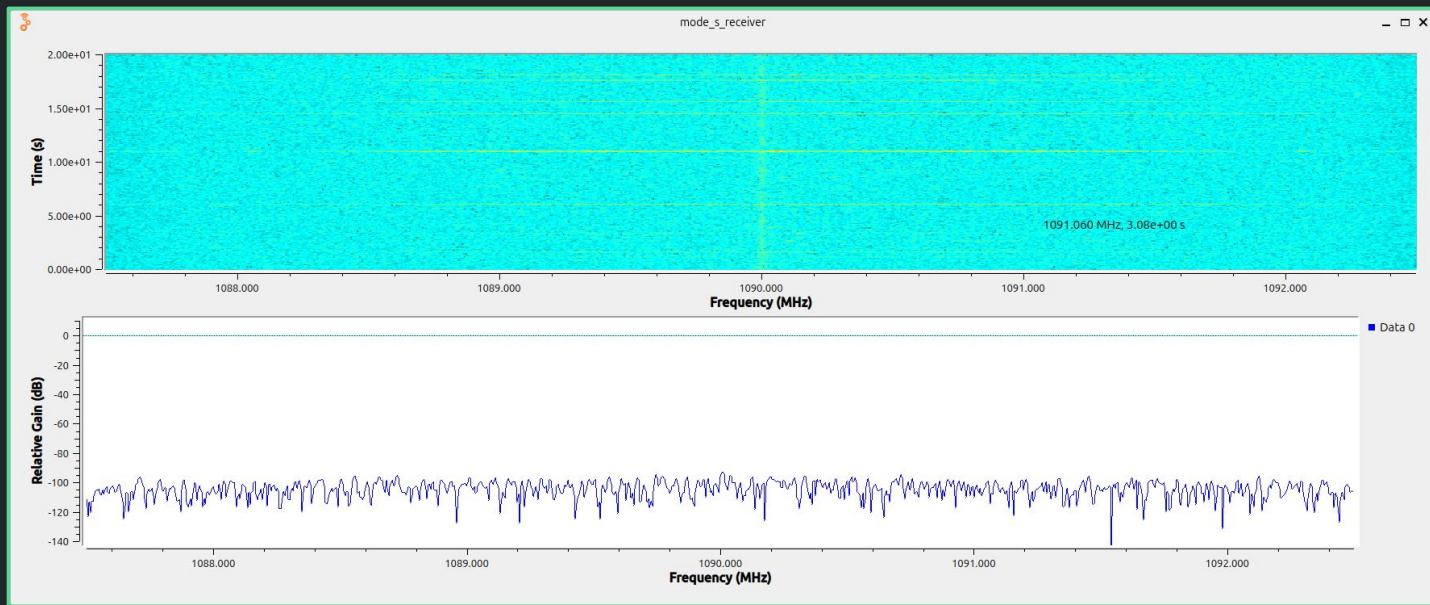 mode_s_receiver
2.00e+01
1.50e+01
1.00e+01
5.00e+00
0.00e+00
Time (s)
1091.060 MHz, 3.08e+00 s
1088.000 1089.000 1090.000 1091.000 1092.000
Frequency (MHz)
Data 0
0
-20
-40
-60
-80
-100
-120
-140
Relative Gain (dB)
1088.000 1089.000 1090.000 1091.000 1092.000
Frequency (MHz)